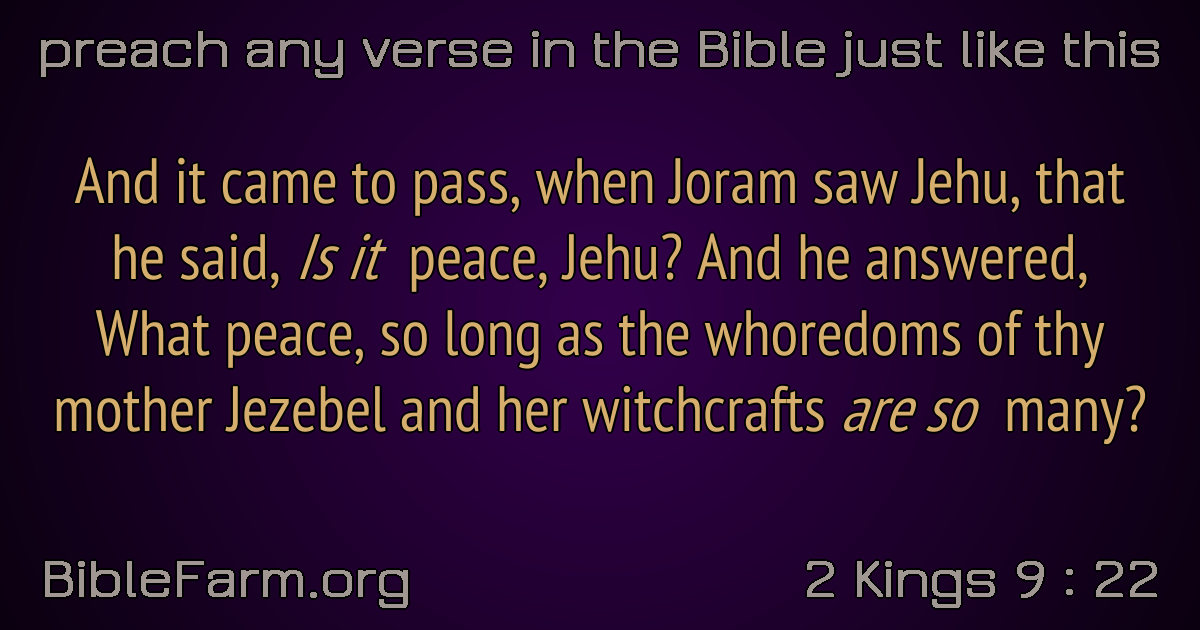 preach any verse in the Bible just like this
And it came to pass, when Joram saw Jehu, that
he said, Is it peace, Jehu? And he answered,
What peace, so long as the whoredoms of thy
mother Jezebel and her witchcrafts are so many?
BibleFarm.org
2 Kings 9 : 22